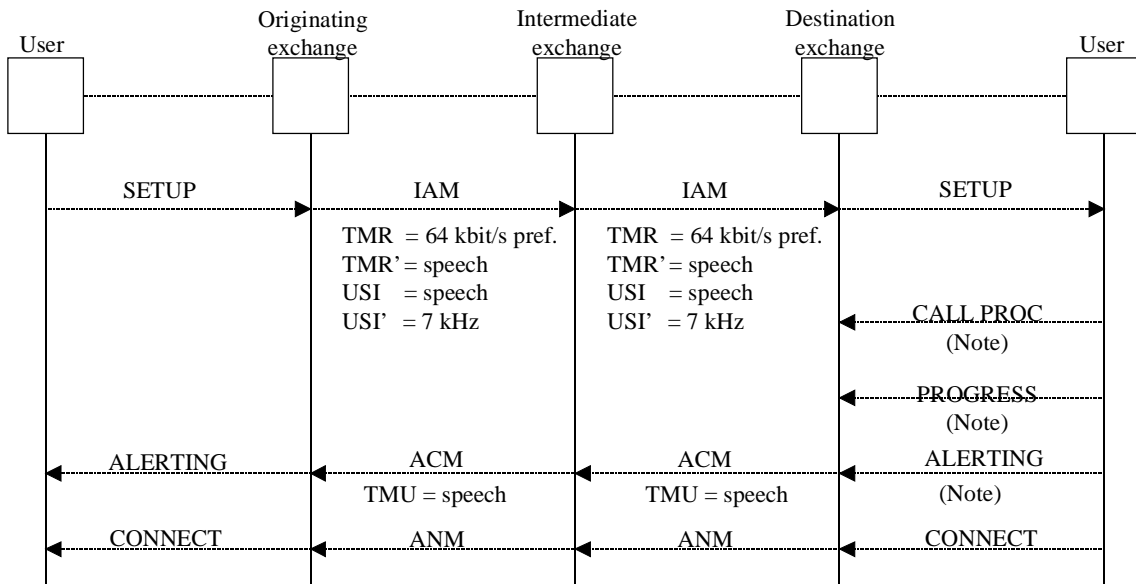 User
Originating
exchange
Intermediate
exchange
Destination
exchange
User
SETUP
IAM
IAM
SETUP
TMR = 64 kbit/s pref.
TMR’ = speech
USI = speech
USI’ = 7 kHz
TMR = 64 kbit/s pref.
TMR’ = speech
USI = speech
USI’ = 7 kHz
CALL PROC
(Note)
PROGRESS
(Note)
ALERTING
ACM
ACM
ALERTING
TMU = speech
TMU = speech
(Note)
CONNECT
ANM
ANM
CONNECT